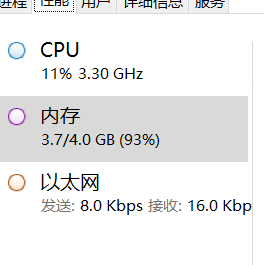 进程 性能 用户 详细信息 服务
CPU
11% 3.30 GHz
内存
3.7/4.0 GB (93%)
以太网
发送: 8.0 Kbps 接收: 16.0 Kbp